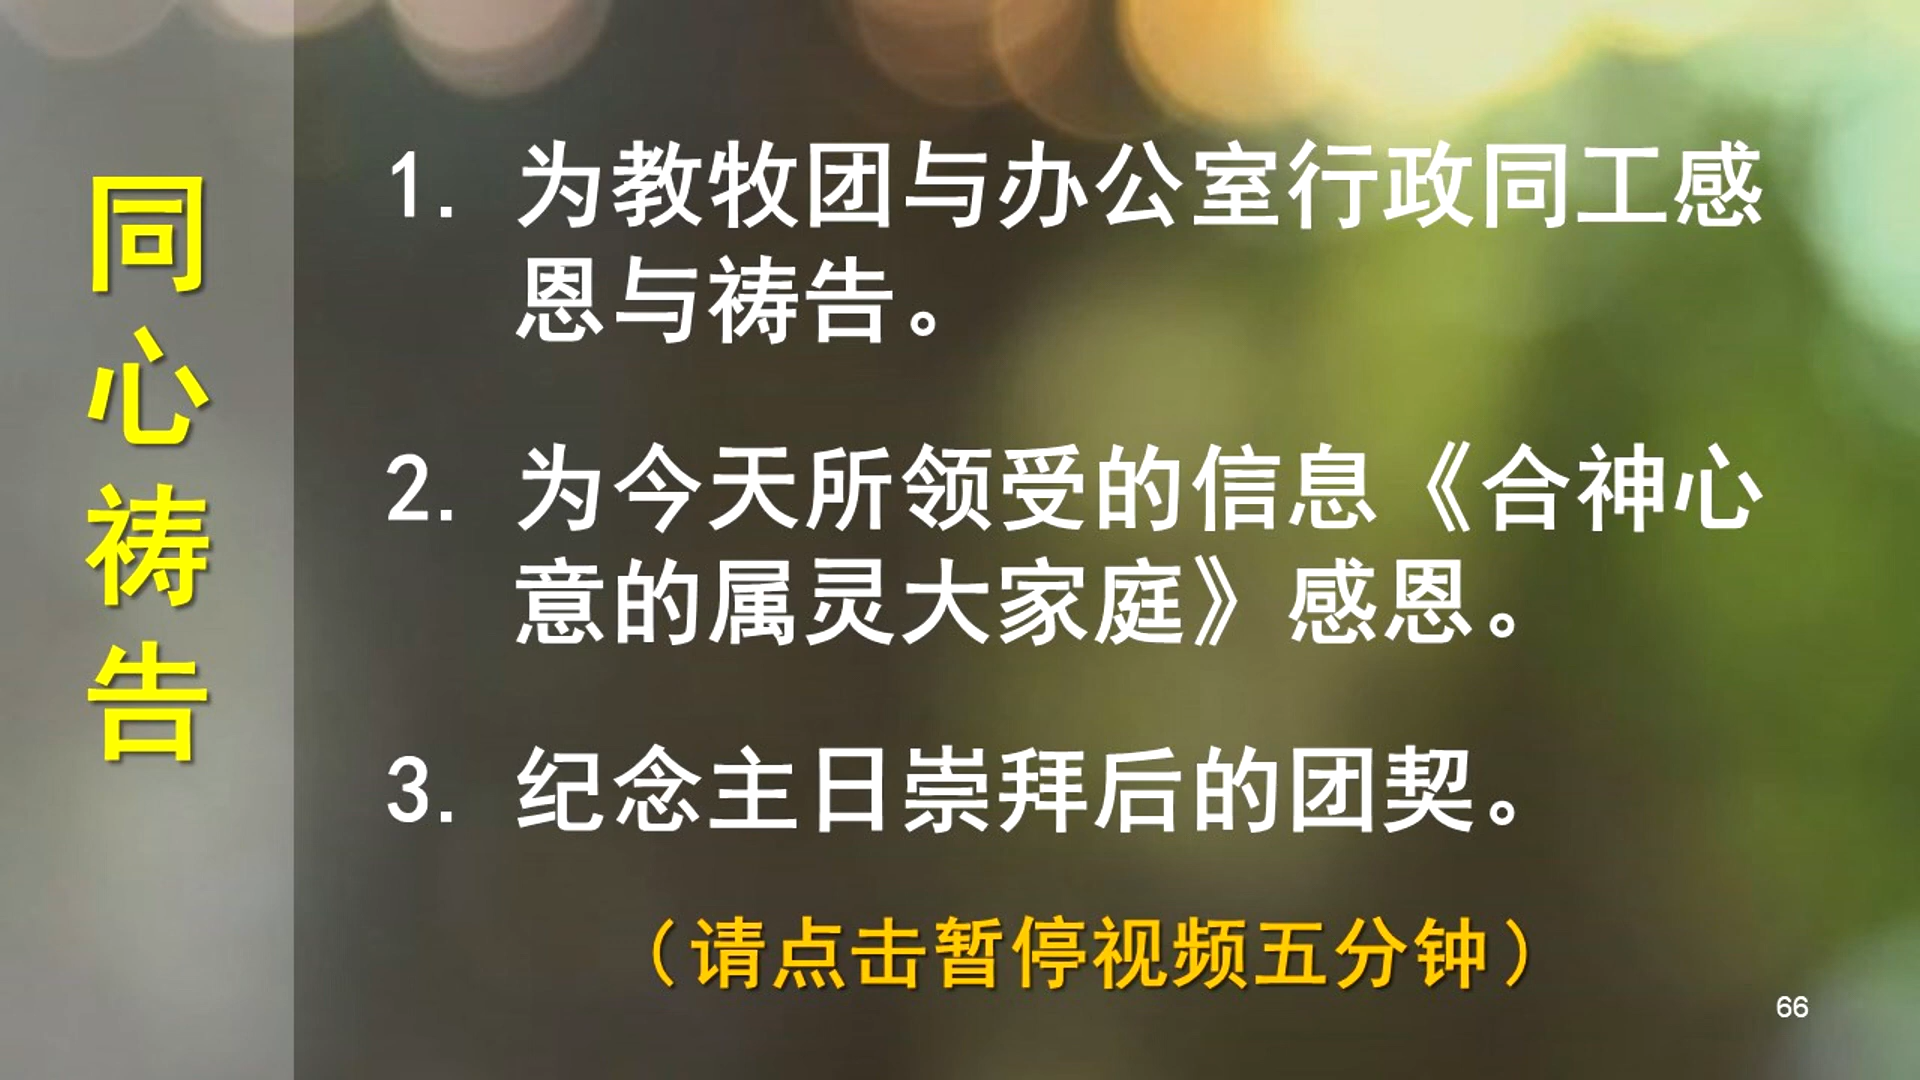 同心祷告
1. 为教牧团与办公室行政同工感
恩与祷告。
2. 为今天所领受的信息《合神心
意的属灵大家庭》感恩。
3. 纪念主日崇拜后的团契。
（请点击暂停视频五分钟）
66